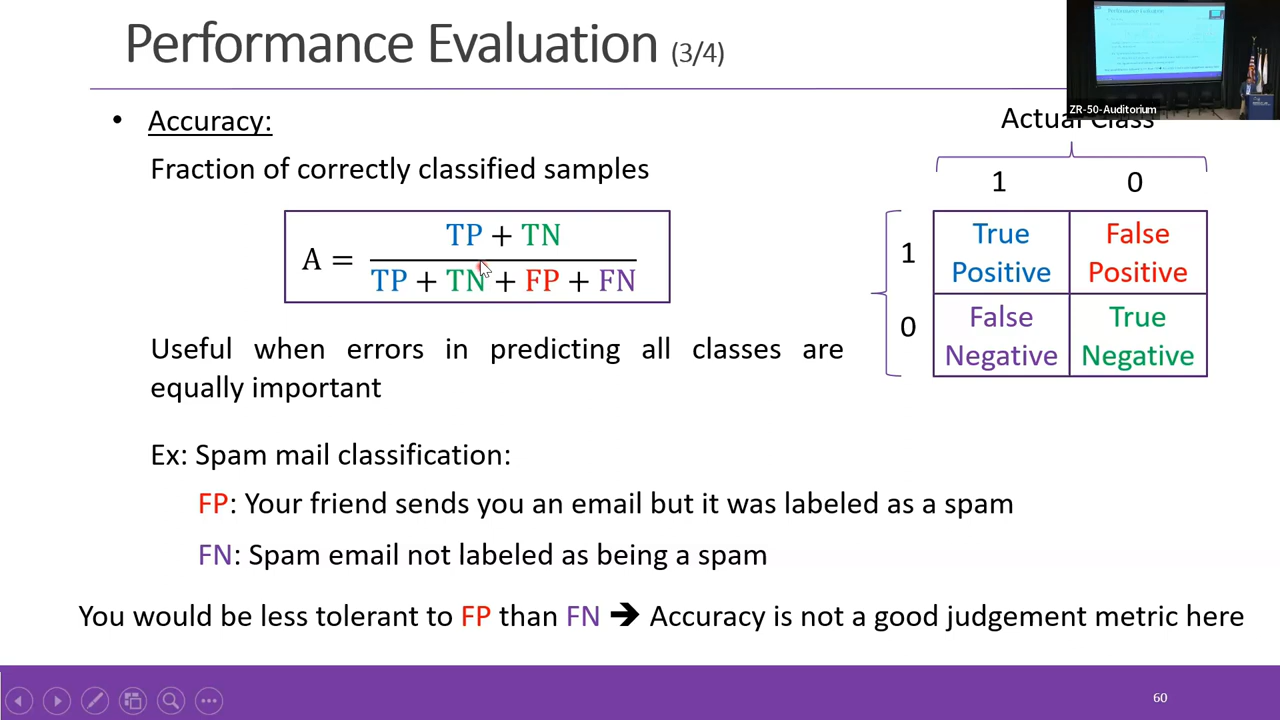 Performance Evaluation (3/4)
ZR-50-Auditorium
• Accuracy:
Fraction of correctly classified samples
A = TP + TN
TP + TN + FP + FN
Useful when errors in predicting all classes are
equally important
Actual Class
1 0
1
True Positive
False Positive
0
False Negative
True Negative
Ex: Spam mail classification:
FP: Your friend sends you an email but it was labeled as a spam
FN: Spam email not labeled as being a spam
You would be less tolerant to FP than FN ➔ Accuracy is not a good judgement metric here
60